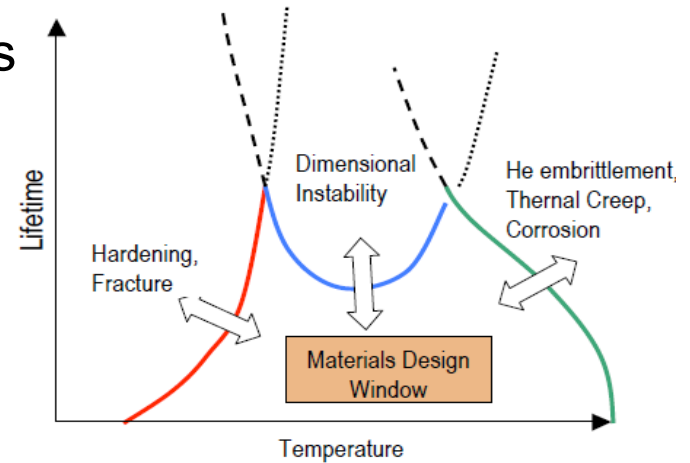 s
Dimensional
Instability
He embrittlement,
Thernal Creep,
Corrosion
Lifetime
Hardening,
Fracture
Materials Design
Window
Temperature